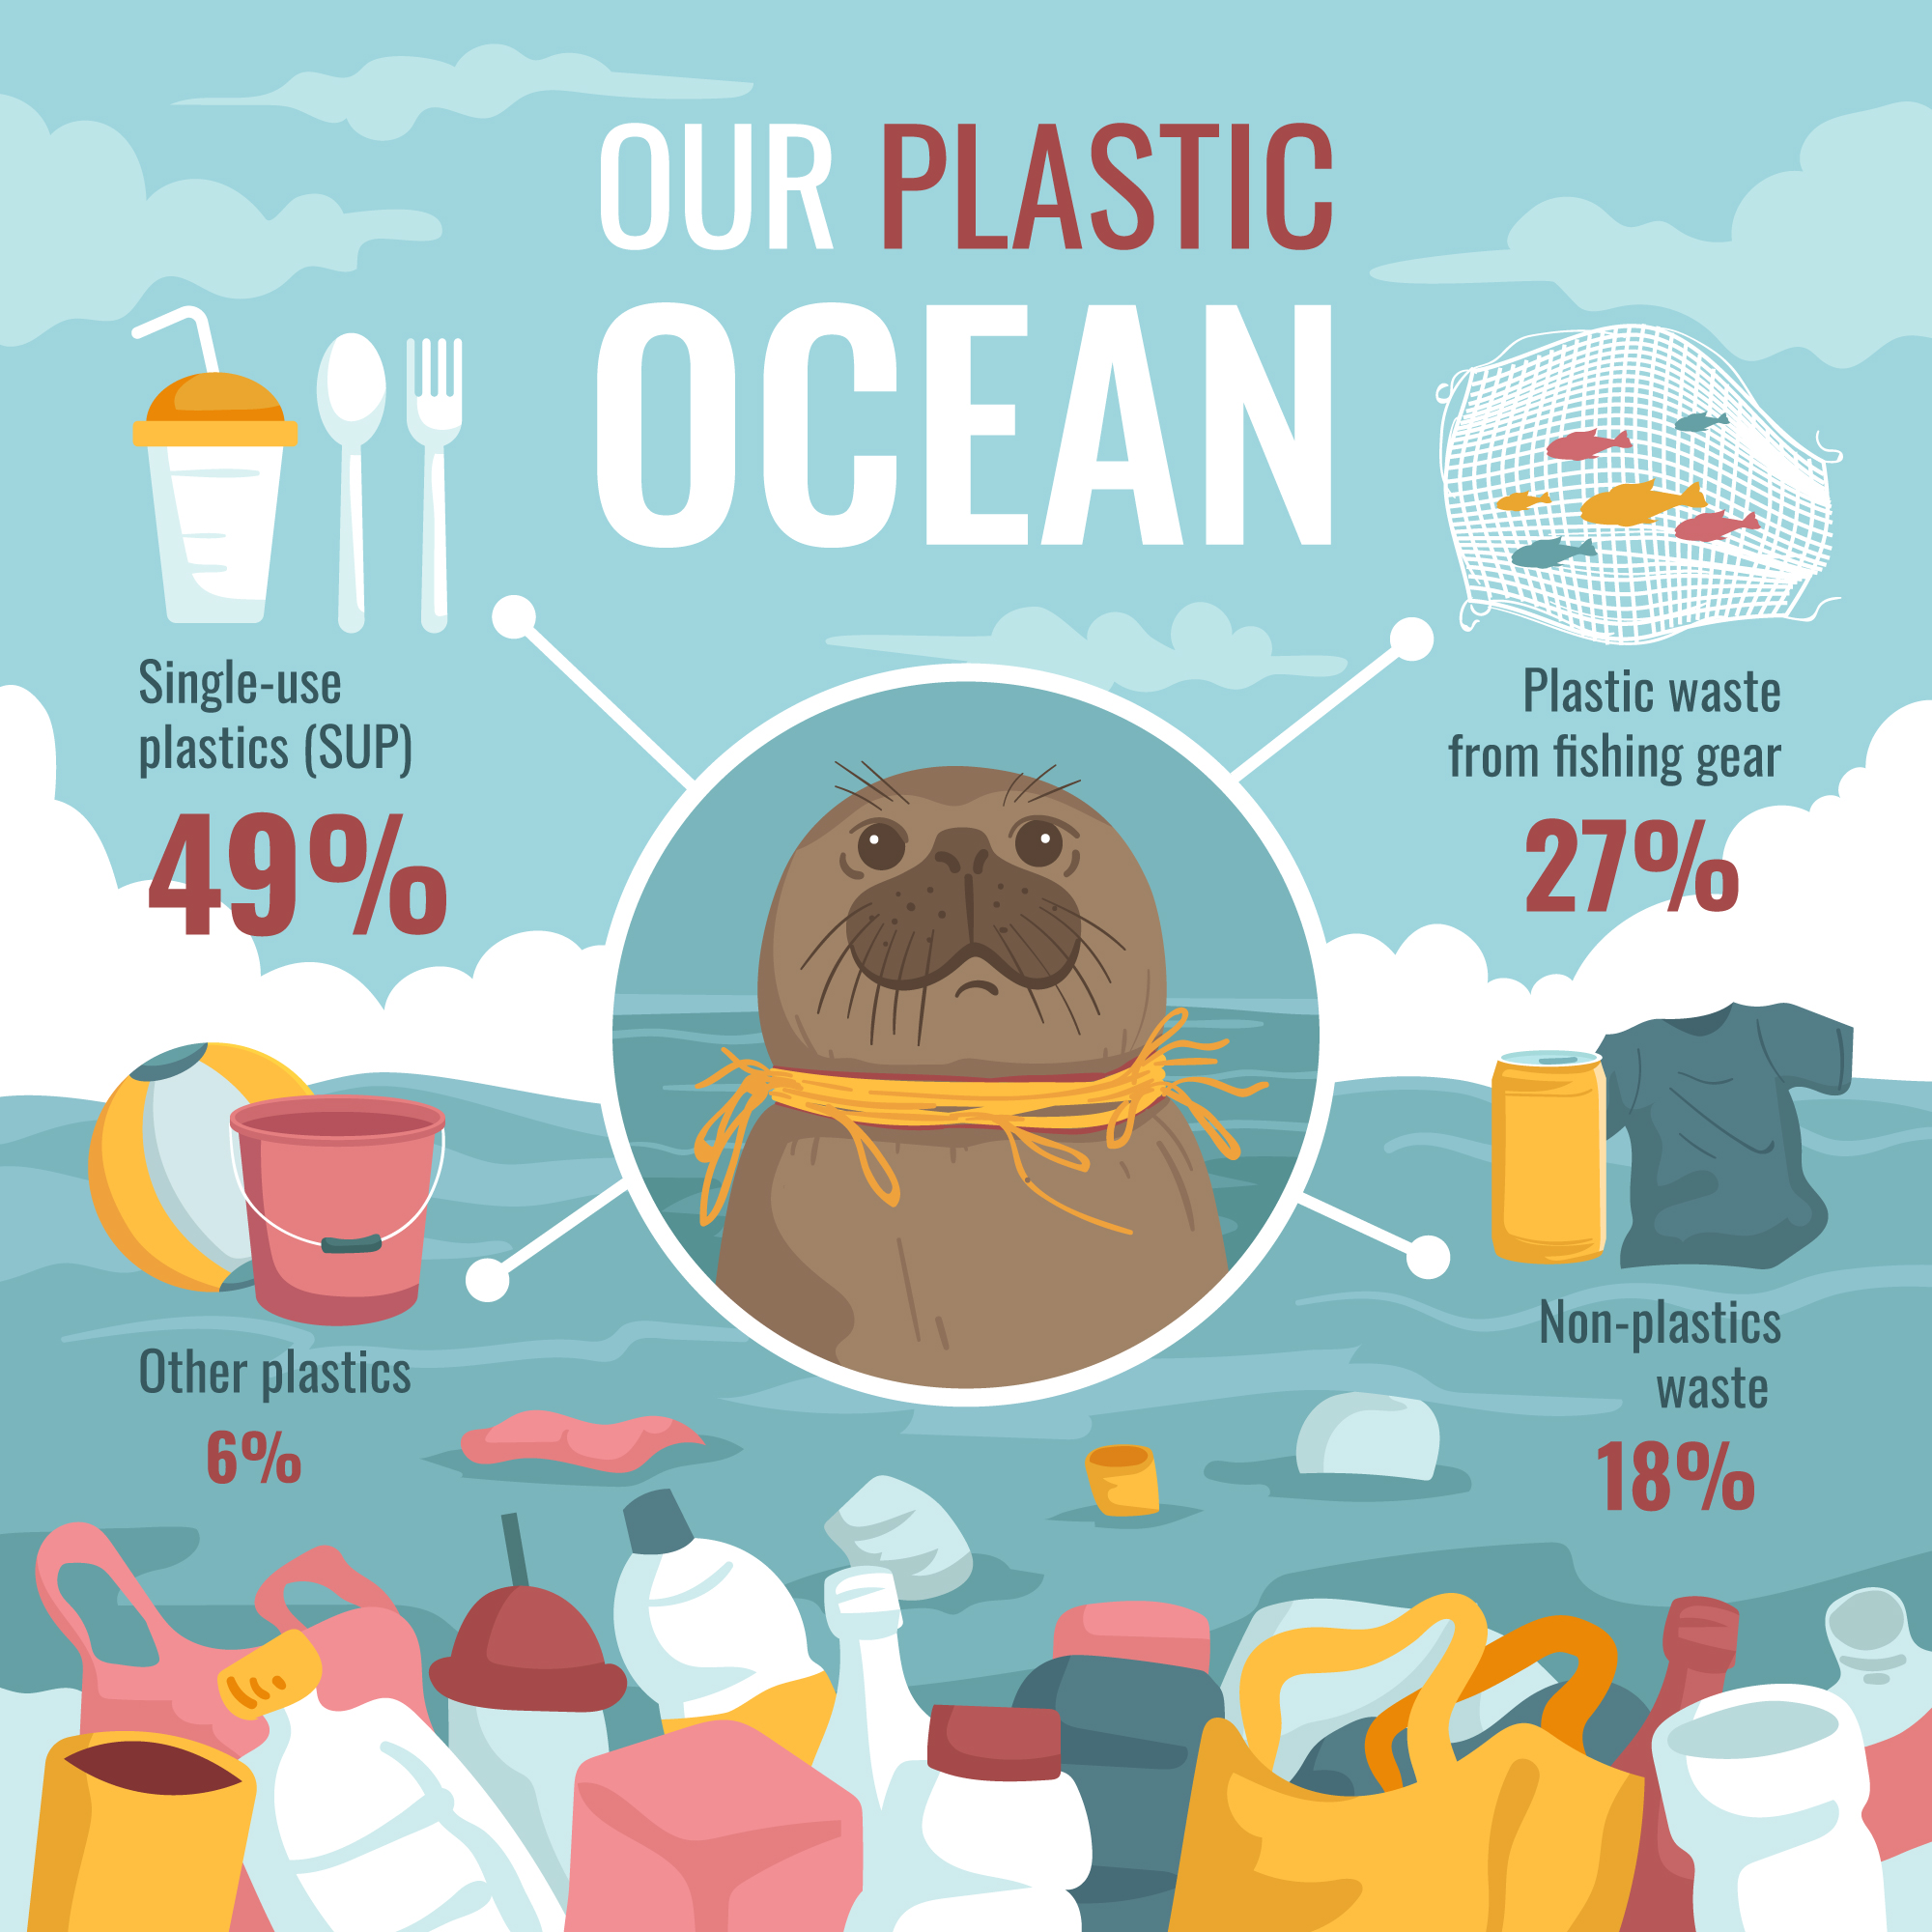 OUR PLASTIC
OCEAN
Single-use
plastics (SUP)
49%
Plastic waste
from fishing gear
27%
Other plastics
6%
Non-plastics
waste
18%